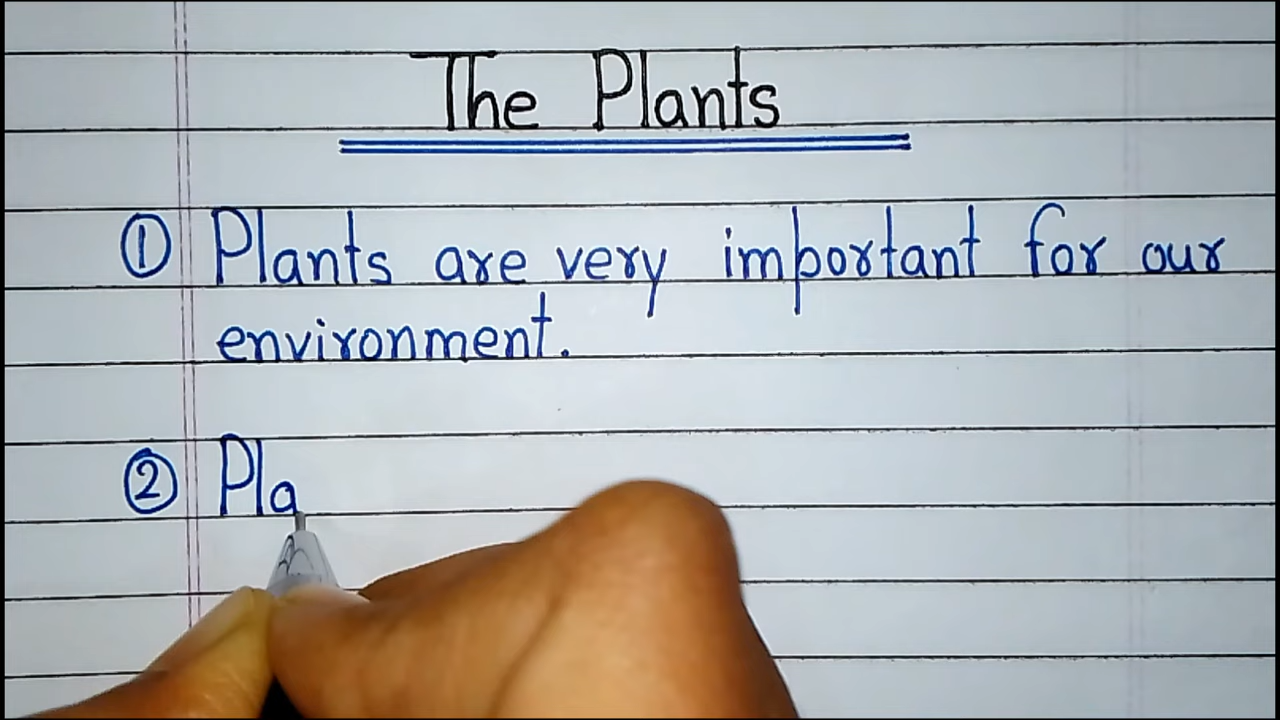 The Plants
① Plants are very important for our
environment.
② Pla